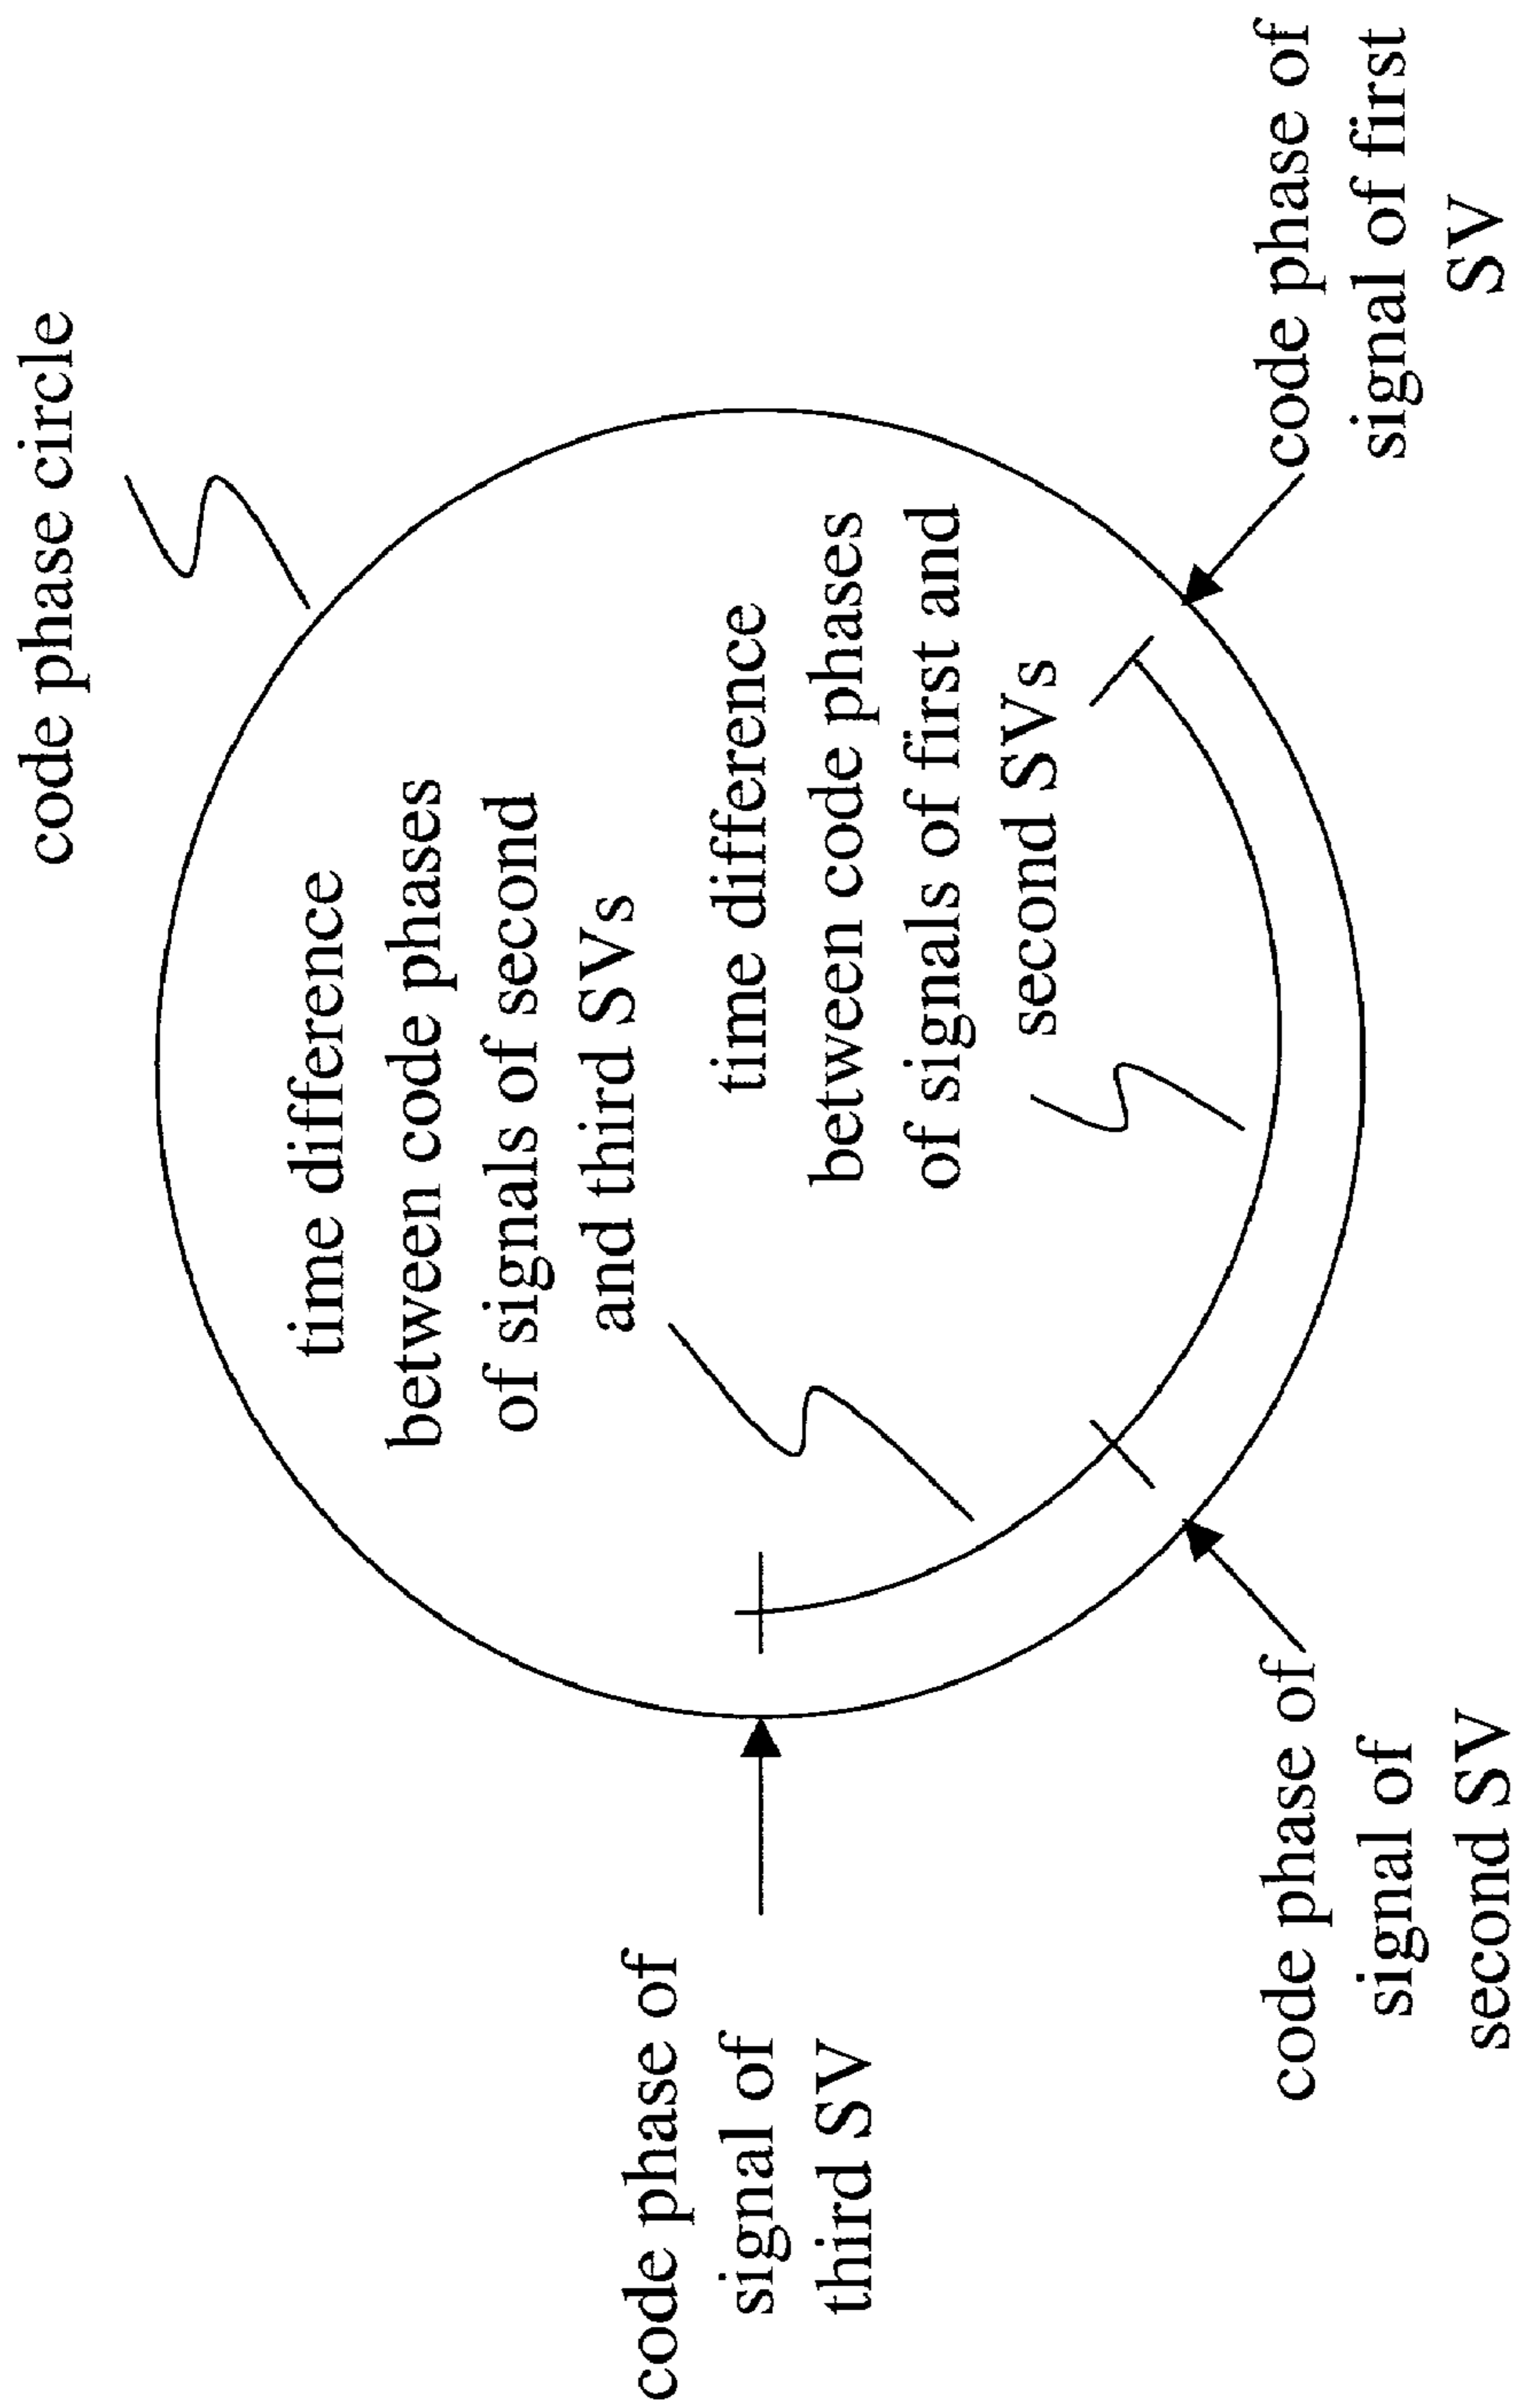 code phase circle
time difference
between code phases
of signals of second
and third SVs
time difference
between code phases
of signals of first and
second SVs
code phase of
signal of
third SV
code phase of
signal of
second SV
code phase of
signal of first
SV